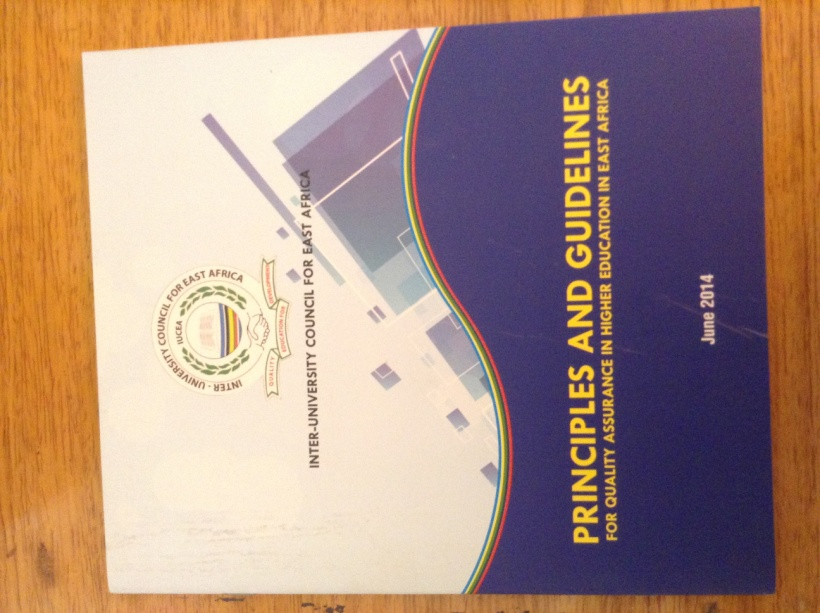 INTER - UNIVERSITY COUNCIL FOR EAST AFRICA
IUCEA
QUALITY EDUCATION FOR DEVELOPMENT
INTER-UNIVERSITY COUNCIL FOR EAST AFRICA
PRINCIPLES AND GUIDELINES
FOR QUALITY ASSURANCE IN HIGHER EDUCATION IN EAST AFRICA
June 2014